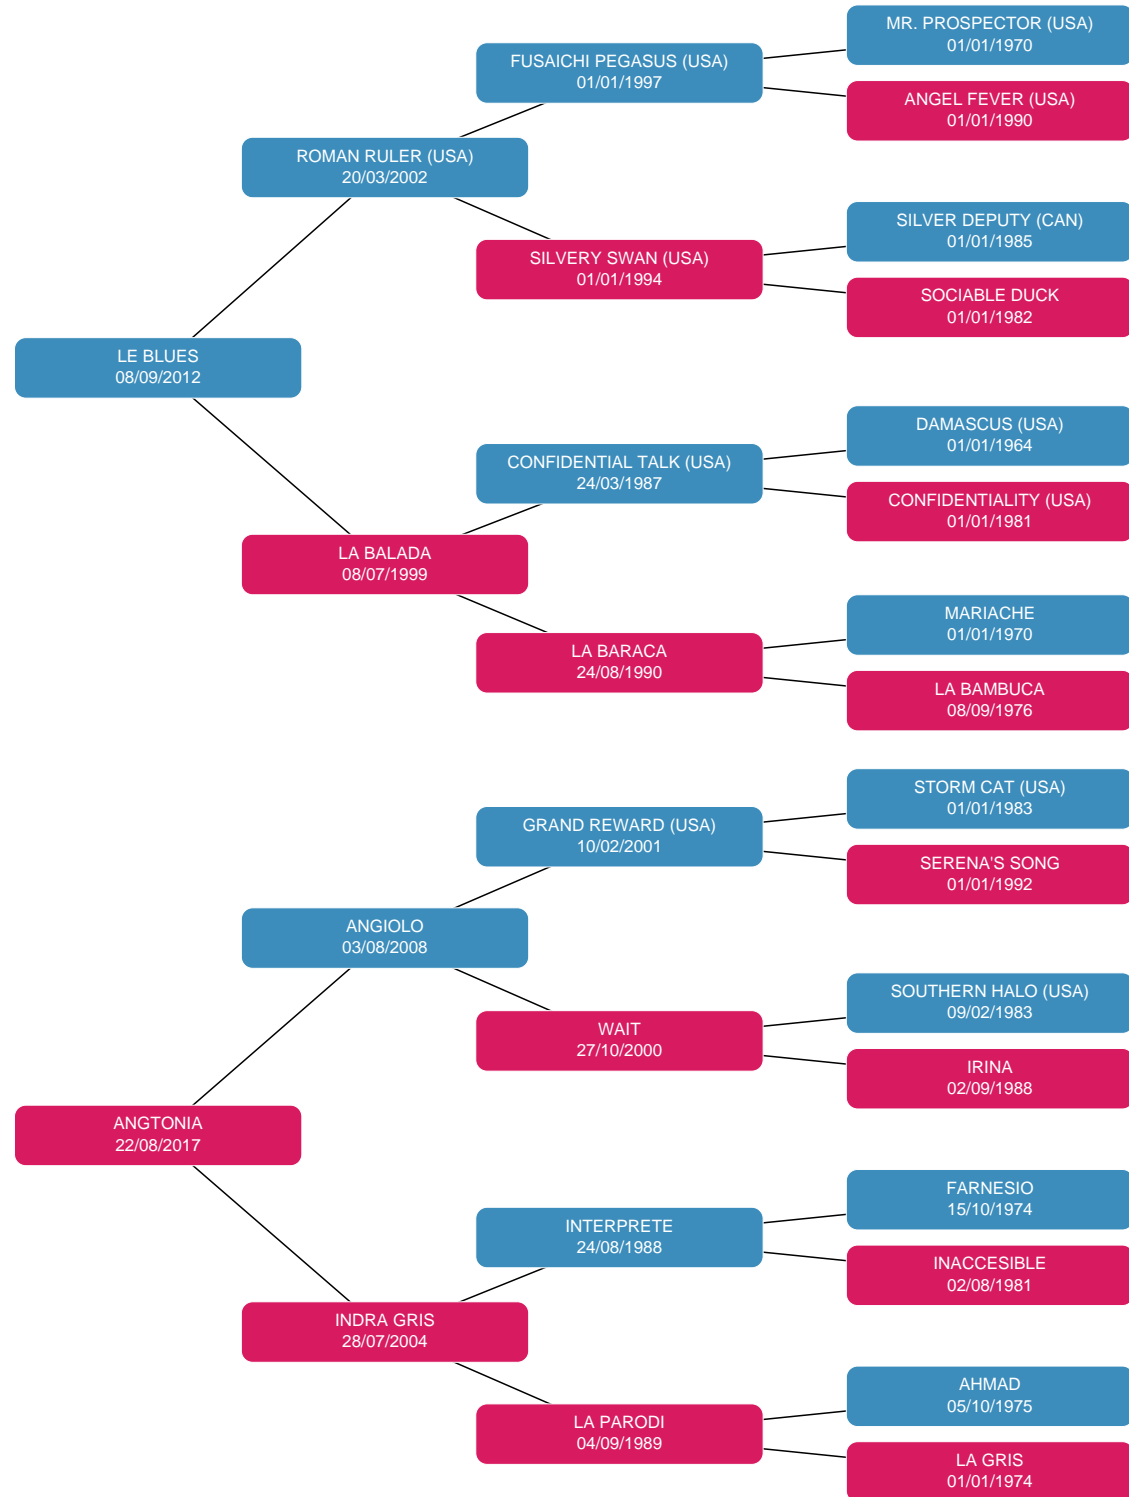 MR. PROSPECTOR (USA)
01/01/1970
FUSAICHI PEGASUS (USA)
01/01/1997
ANGEL FEVER (USA)
01/01/1990
ROMAN RULER (USA)
20/03/2002
SILVER DEPUTY (CAN)
01/01/1985
SILVERY SWAN (USA)
01/01/1994
SOCIABLE DUCK
01/01/1982
LE BLUES
08/09/2012
DAMASCUS (USA)
01/01/1964
CONFIDENTIAL TALK (USA)
24/03/1987
CONFIDENTIALITY (USA)
01/01/1981
LA BALADA
08/07/1999
MARIACHE
01/01/1970
LA BARACA
24/08/1990
LA BAMBUCA
08/09/1976
STORM CAT (USA)
01/01/1983
GRAND REWARD (USA)
10/02/2001
SERENA'S SONG
01/01/1992
ANGIOLO
03/08/2008
SOUTHERN HALO (USA)
09/02/1983
WAIT
27/10/2000
IRINA
02/09/1988
ANGTONIA
22/08/2017
FARNESIO
15/10/1974
INTERPRETE
24/08/1988
INACCESIBLE
02/08/1981
INDRA GRIS
28/07/2004
AHMAD
05/10/1975
LA PARODI
04/09/1989
LA GRIS
01/01/1974